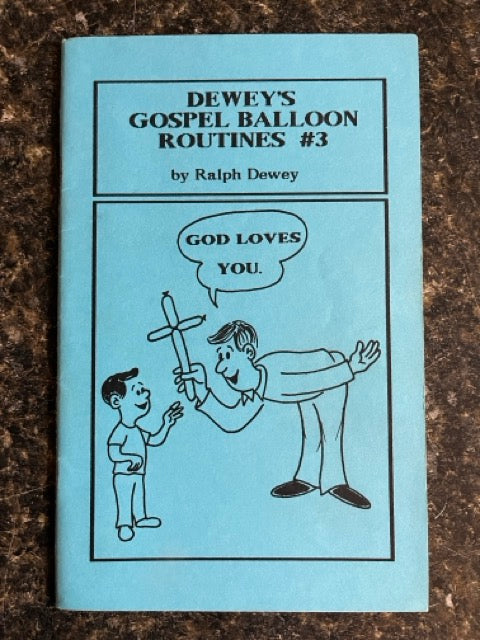 DEWEY'S
GOSPEL BALLOON
ROUTINES #3
by Ralph Dewey
GOD LOVES
YOU.